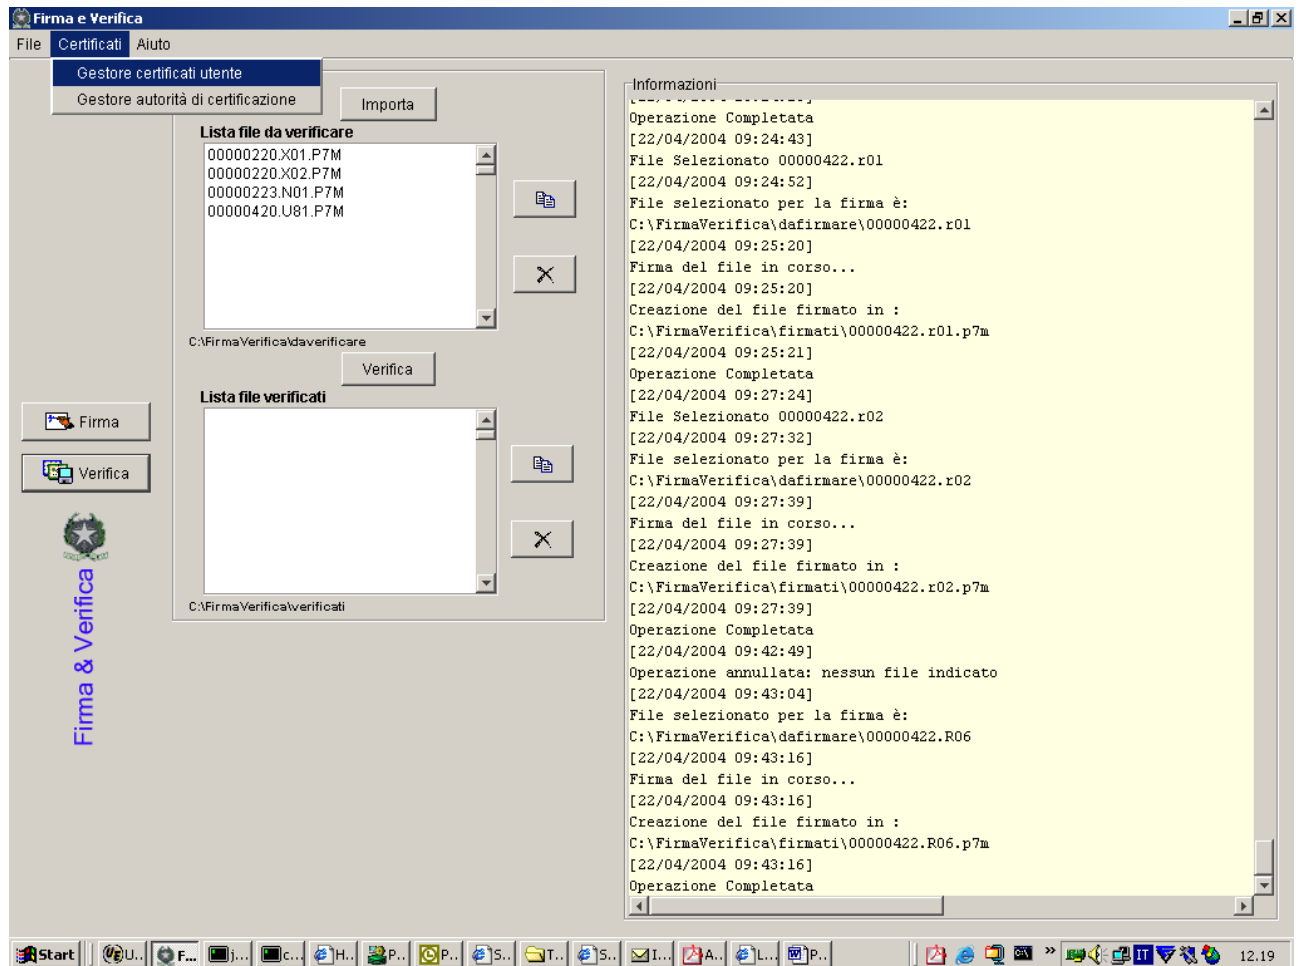 Firma e Verifica
File Certificati Aiuto
Gestore certificati utente
Gestore autorità di certificazione
Importa
Lista file da verificare
00000220.X01.P7M
00000220.X02.P7M
00000223.N01.P7M
00000420.U81.P7M
C:\FirmaVerifica\daverificare
Verifica
Lista file verificati
C:\FirmaVerifica\verificati
Firma
Verifica
Firma & Verifica
Informazioni
Operazione Completata
[22/04/2004 09:24:43]
File Selezionato 00000422.r01
[22/04/2004 09:24:52]
File selezionato per la firma è:
C:\FirmaVerifica\dafirmare\00000422.r01
[22/04/2004 09:25:20]
Firma del file in corso...
[22/04/2004 09:25:20]
Creazione del file firmato in :
C:\FirmaVerifica\firmati\00000422.r01.p7m
[22/04/2004 09:25:21]
Operazione Completata
[22/04/2004 09:27:24]
File Selezionato 00000422.r02
[22/04/2004 09:27:32]
File selezionato per la firma è:
C:\FirmaVerifica\dafirmare\00000422.r02
[22/04/2004 09:27:39]
Firma del file in corso...
[22/04/2004 09:27:39]
Creazione del file firmato in :
C:\FirmaVerifica\firmati\00000422.r02.p7m
[22/04/2004 09:27:39]
Operazione Completata
[22/04/2004 09:42:49]
Operazione annullata: nessun file indicato
[22/04/2004 09:43:04]
File selezionato per la firma è:
C:\FirmaVerifica\dafirmare\00000422.R06
[22/04/2004 09:43:16]
Firma del file in corso...
[22/04/2004 09:43:16]
Creazione del file firmato in :
C:\FirmaVerifica\firmati\00000422.R06.p7m
[22/04/2004 09:43:16]
Operazione Completata
Start U.. F... j... c... H.. P.. P.. S.. T.. S.. I... A.. L... P.. » IT 12.19